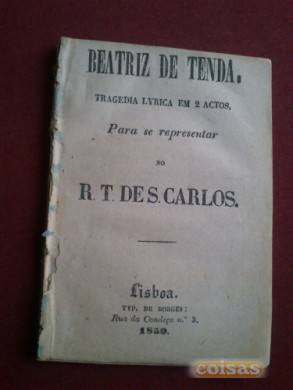 BEATRIZ DE TENDA.
TRAGEDIA LYRICA EM 2 ACTOS,
Para se representar
NO
R. T. DE S. CARLOS.
Lisboa.
TYP. DE BORGES;
Rua da Condeça n.º 3.
1850.
coisas